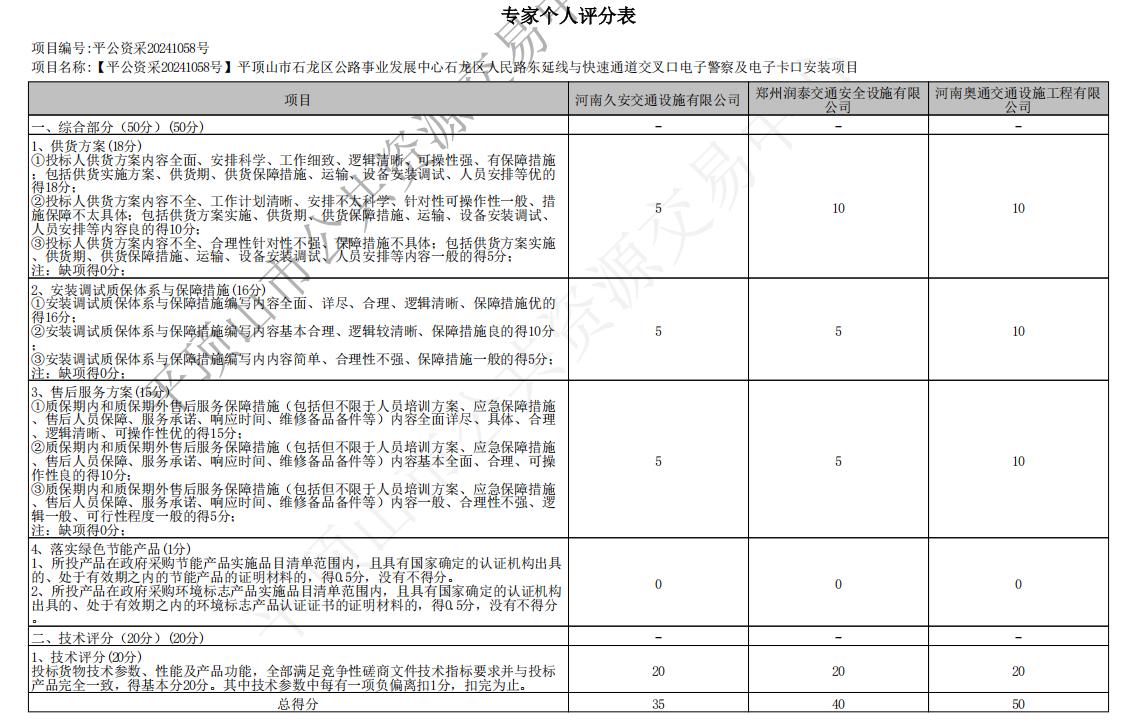 专家个人评分表
项目编号:平公资采20241058号
项目名称:【平公资采20241058号】平顶山市石龙区公路事业发展中心石龙区人民路东延线与快速通道交叉口电子警察及电子卡口安装项目
项目
河南久安交通设施有限公司
郑州润泰交通安全设施有限
公司
河南奥通交通设施工程有限
公司
一、综合部分（50分）(50分)
-
-
-
1、供货方案(18分)
①投标人供货方案内容全面、安排科学、工作细致、逻辑清晰、可操性强、有保障措施
；包括供货实施方案、供货期、供货保障措施、运输、设备安装调试、人员安排等优的
得18分；
②投标人供货方案内容不全、工作计划清晰、安排不太科学、针对性可操作性一般、措
施保障不太具体；包括供货方案实施、供货期、供货保障措施、运输、设备安装调试、
人员安排等内容良的得10分；
③投标人供货方案内容不全、合理性针对性不强、保障措施不具体；包括供货方案实施
、供货期、供货保障措施、运输、设备安装调试、人员安排等内容一般的得5分；
注：缺项得0分；
5
10
10
2、安装调试质保体系与保障措施(16分)
①安装调试质保体系与保障措施编写内容全面、详尽、合理、逻辑清晰、保障措施优的
得16分；
②安装调试质保体系与保障措施编写内容基本合理、逻辑较清晰、保障措施良的得10分
；
③安装调试质保体系与保障措施编写内内容简单、合理性不强、保障措施一般的得5分；
注：缺项得0分；
5
5
10
3、售后服务方案(15分)
①质保期内和质保期外售后服务保障措施（包括但不限于人员培训方案、应急保障措施
、售后人员保障、服务承诺、响应时间、维修备品备件等）内容全面详尽、具体、合理
、逻辑清晰、可操作性优的得15分；
②质保期内和质保期外售后服务保障措施（包括但不限于人员培训方案、应急保障措施
、售后人员保障、服务承诺、响应时间、维修备品备件等）内容基本全面、合理、可操
作性良的得10分；
③质保期内和质保期外售后服务保障措施（包括但不限于人员培训方案、应急保障措施
、售后人员保障、服务承诺、响应时间、维修备品备件等）内容一般、合理性不强、逻
辑一般、可行性程度一般的得5分；
注：缺项得0分；
5
5
10
4、落实绿色节能产品(1分)
1、所投产品在政府采购节能产品实施品目清单范围内，且具有国家确定的认证机构出具
的、处于有效期之内的节能产品的证明材料的，得0.5分，没有不得分。
2、所投产品在政府采购环境标志产品实施品目清单范围内，且具有国家确定的认证机构
出具的、处于有效期之内的环境标志产品认证证书的证明材料的，得0.5分，没有不得分
。
0
0
0
二、技术评分（20分）(20分)
-
-
-
1、技术评分(20分)
投标货物技术参数、性能及产品功能，全部满足竞争性磋商文件技术指标要求并与投标
产品完全一致，得基本分20分。其中技术参数中每有一项负偏离扣1分，扣完为止。
20
20
20
总得分
35
40
50
平顶山市公共资源交易中
平顶山市公共资源交易中